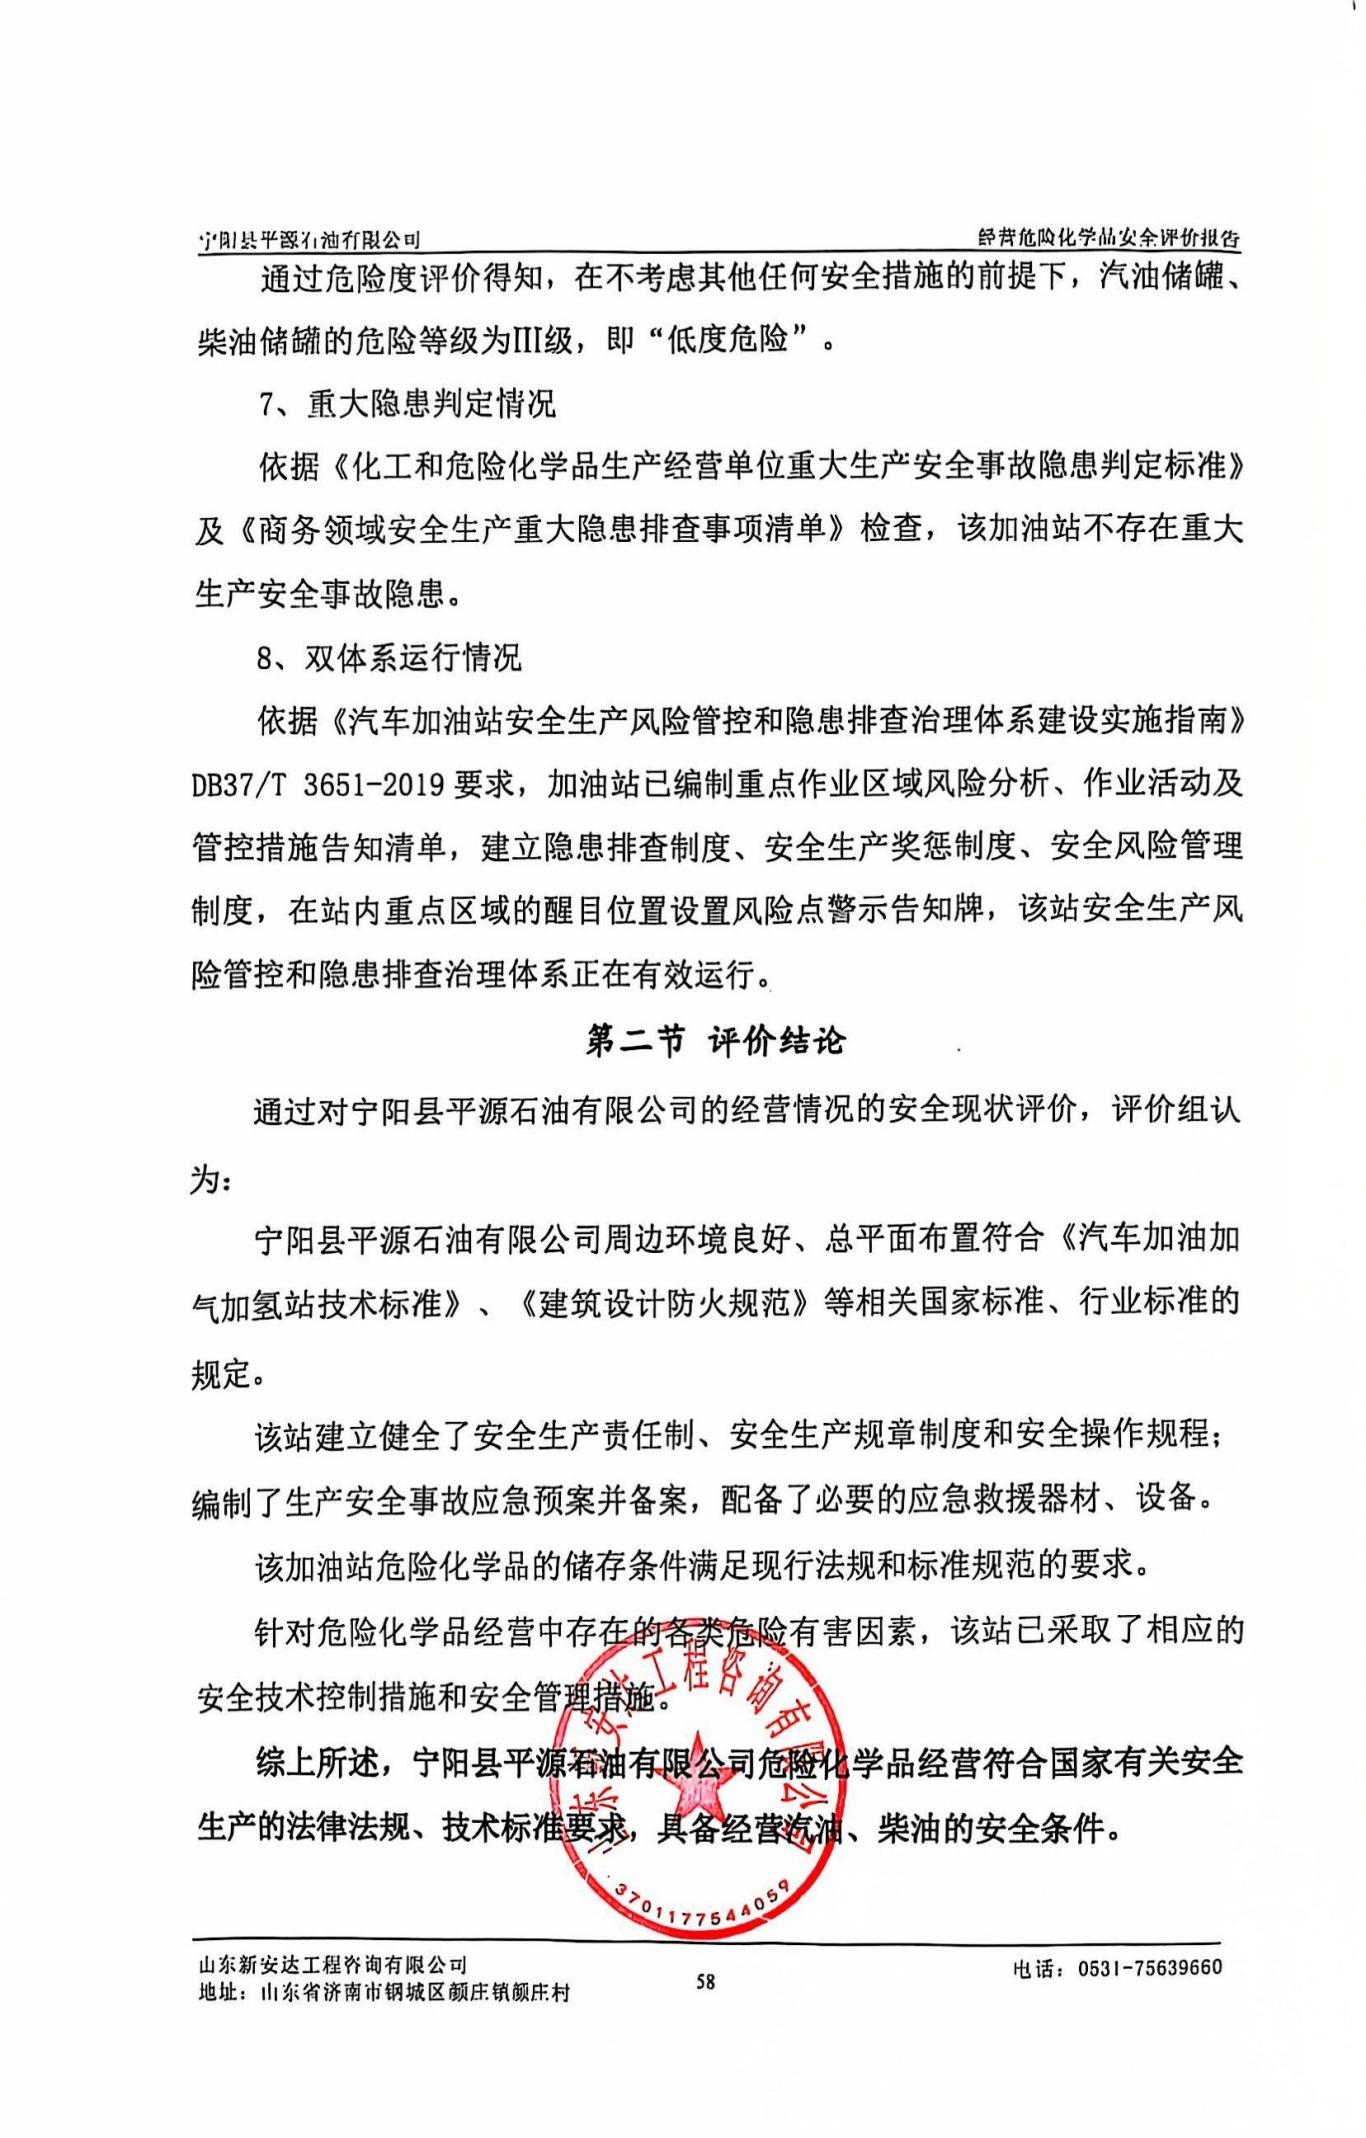 宁阳县平源石油有限公司 经营危险化学品安全评价报告
通过危险度评价得知，在不考虑其他任何安全措施的前提下，汽油储罐、
柴油储罐的危险等级为III级，即“低度危险”。
7、重大隐患判定情况
依据《化工和危险化学品生产经营单位重大生产安全事故隐患判定标准》
及《商务领域安全生产重大隐患排查事项清单》检查，该加油站不存在重大
生产安全事故隐患。
8、双体系运行情况
依据《汽车加油站安全生产风险管控和隐患排查治理体系建设实施指南》
DB37/T 3651-2019 要求，加油站已编制重点作业区域风险分析、作业活动及
管控措施告知清单，建立隐患排查制度、安全生产奖惩制度、安全风险管理
制度，在站内重点区域的醒目位置设置风险点警示告知牌，该站安全生产风
险管控和隐患排查治理体系正在有效运行。
第二节 评价结论
通过对宁阳县平源石油有限公司的经营情况的安全现状评价，评价组认
为：
宁阳县平源石油有限公司周边环境良好、总平面布置符合《汽车加油加
气加氢站技术标准》、《建筑设计防火规范》等相关国家标准、行业标准的
规定。
该站建立健全了安全生产责任制、安全生产规章制度和安全操作规程；
编制了生产安全事故应急预案并备案，配备了必要的应急救援器材、设备。
该加油站危险化学品的储存条件满足现行法规和标准规范的要求。
针对危险化学品经营中存在的各类危险有害因素，该站已采取了相应的
安全技术控制措施和安全管理措施。
综上所述，宁阳县平源石油有限公司危险化学品经营符合国家有关安全
生产的法律法规、技术标准要求，具备经营汽油、柴油的安全条件。
山东新安达工程咨询有限公司
3701177544059
山东新安达工程咨询有限公司
地址：山东省济南市钢城区颜庄镇颜庄村
58
电话：0531-75639660